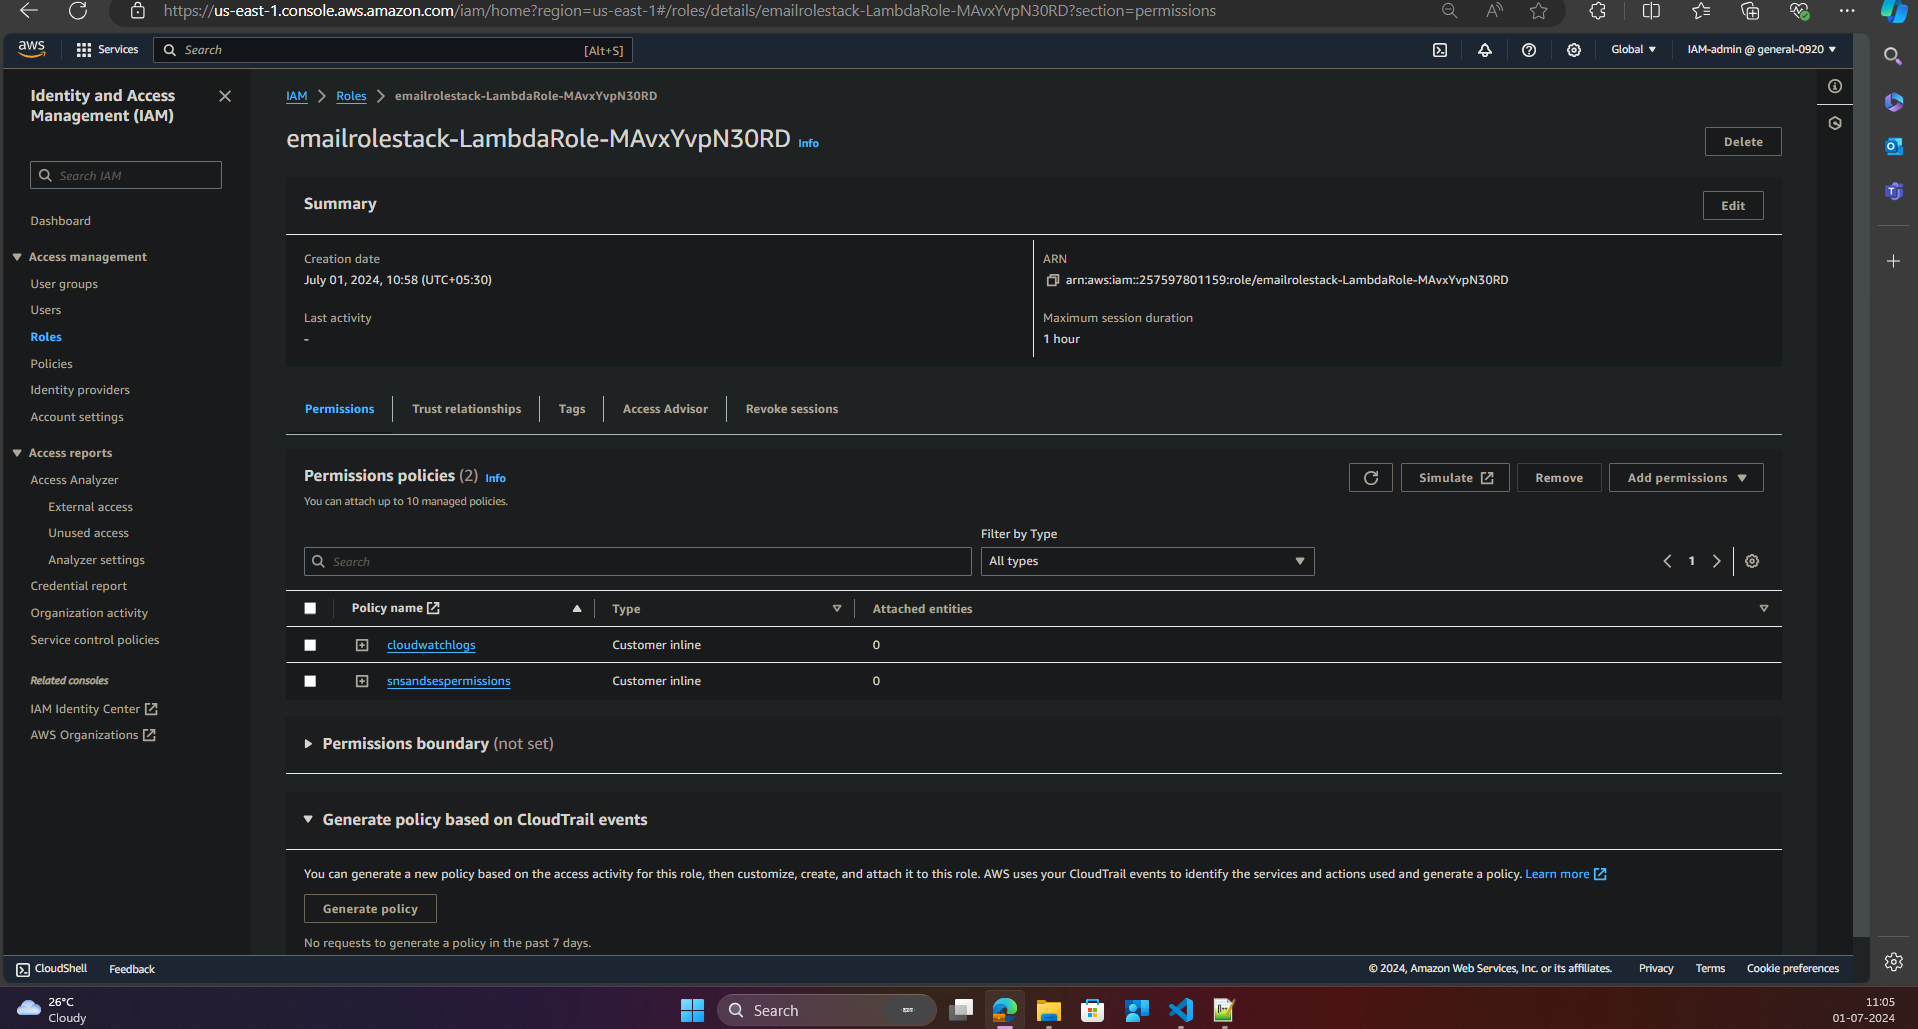 https://us-east-1.console.aws.amazon.com/iam/home?region=us-east-1#/roles/details/emailrolestack-LambdaRole-MAvxYvpN30RD?section=permissions
aws Services Search [Alt+S] Global IAM-admin @ general-0920
Identity and Access Management (IAM)
Search IAM
Dashboard
Access management
User groups
Users
Roles
Policies
Identity providers
Account settings
Access reports
Access Analyzer
External access
Unused access
Analyzer settings
Credential report
Organization activity
Service control policies
Related consoles
IAM Identity Center
AWS Organizations
IAM > Roles > emailrolestack-LambdaRole-MAvxYvpN30RD
emailrolestack-LambdaRole-MAvxYvpN30RD Info
Delete
Summary
Edit
Creation date
July 01, 2024, 10:58 (UTC+05:30)
Last activity
-
ARN
arn:aws:iam::257597801159:role/emailrolestack-LambdaRole-MAvxYvpN30RD
Maximum session duration
1 hour
Permissions Trust relationships Tags Access Advisor Revoke sessions
Permissions policies (2) Info
You can attach up to 10 managed policies.
Simulate Remove Add permissions
Filter by Type
Search All types 1
Policy name Type Attached entities
cloudwatchlogs Customer inline 0
snsandsespermissions Customer inline 0
Permissions boundary (not set)
Generate policy based on CloudTrail events
You can generate a new policy based on the access activity for this role, then customize, create, and attach it to this role. AWS uses your CloudTrail events to identify the services and actions used and generate a policy. Learn more
Generate policy
No requests to generate a policy in the past 7 days.
CloudShell Feedback © 2024, Amazon Web Services, Inc. or its affiliates. Privacy Terms Cookie preferences
26°C
Cloudy
Search
11:05
01-07-2024